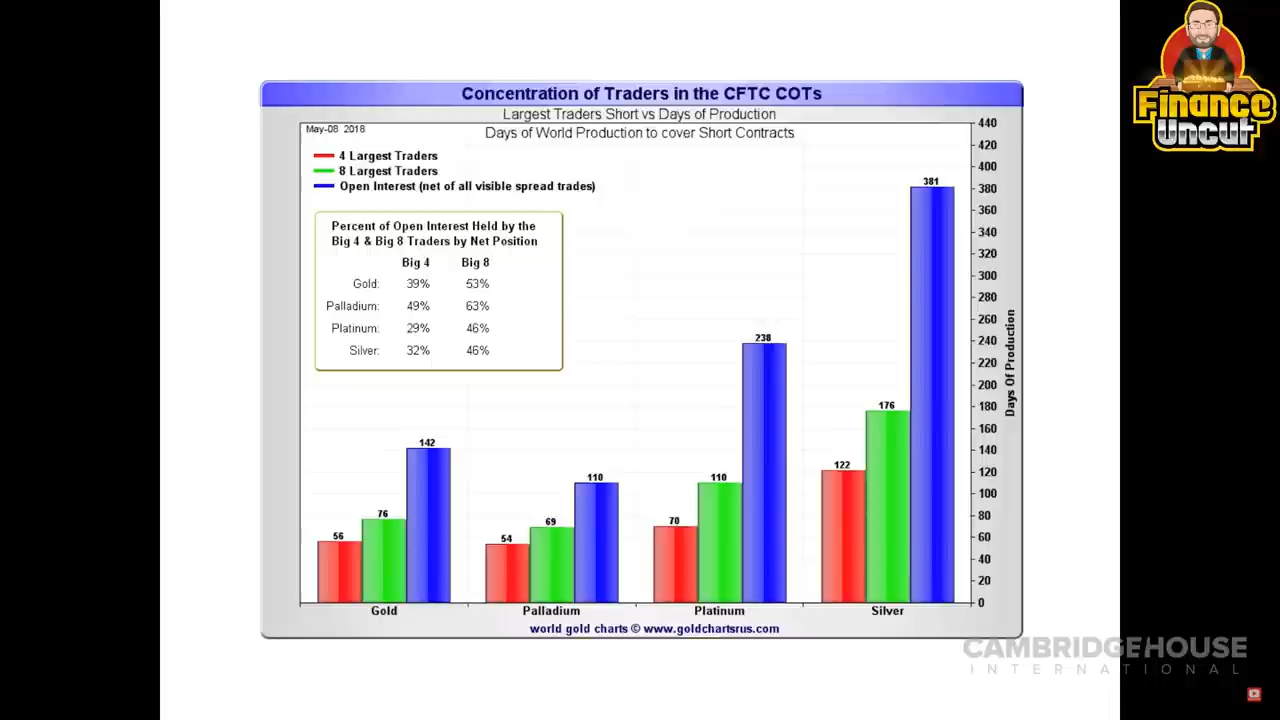 Finance
Uncut
Concentration of Traders in the CFTC COTs
Largest Traders Short vs Days of Production
May-08 2018
Days of World Production to cover Short Contracts
4 Largest Traders
8 Largest Traders
Open Interest (net of all visible spread trades)
Percent of Open Interest Held by the
Big 4 & Big 8 Traders by Net Position
Big 4 Big 8
Gold: 39% 53%
Palladium: 49% 63%
Platinum: 29% 46%
Silver: 32% 46%
56 76 142
54 69 110
70 110 238
122 176 381
440
420
400
380
360
340
320
300
280
260
240
220
200
180
160
140
120
100
80
60
40
20
0
Days Of Production
Gold Palladium Platinum Silver
world gold charts © www.goldchartsrus.com
CAMBRIDGEHOUSE
INTERNATIONAL